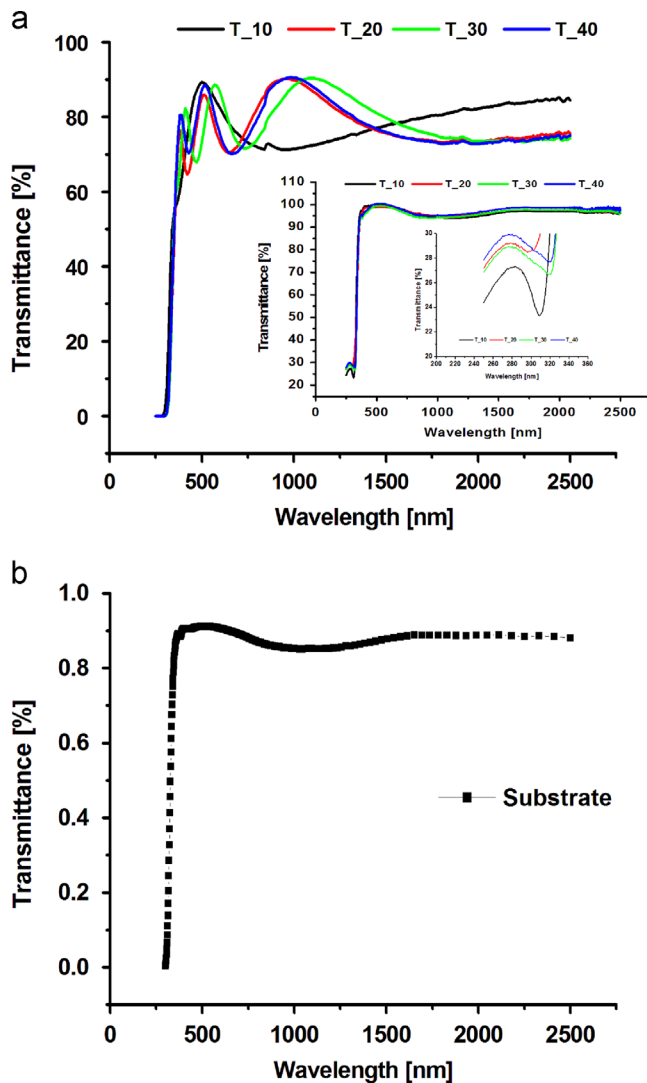 a
T_10 T_20 T_30 T_40
100
80
60
40
20
0
Transmittance [%]
0 500 1000 1500 2000 2500
Wavelength [nm]
T_10 T_20 T_30 T_40
110
100
90
80
70
60
50
40
30
20
Transmittance [%]
0 500 1000 1500 2000 2500
Wavelength [nm]
30
28
26
24
22
20
Transmittance [%]
T_10 T_20 T_30 T_40
200 240 280 320 360
Wavelength [nm]
b
1.0
0.8
0.6
0.4
0.2
0.0
Transmittance [%]
Substrate
0 500 1000 1500 2000 2500
Wavelength [nm]